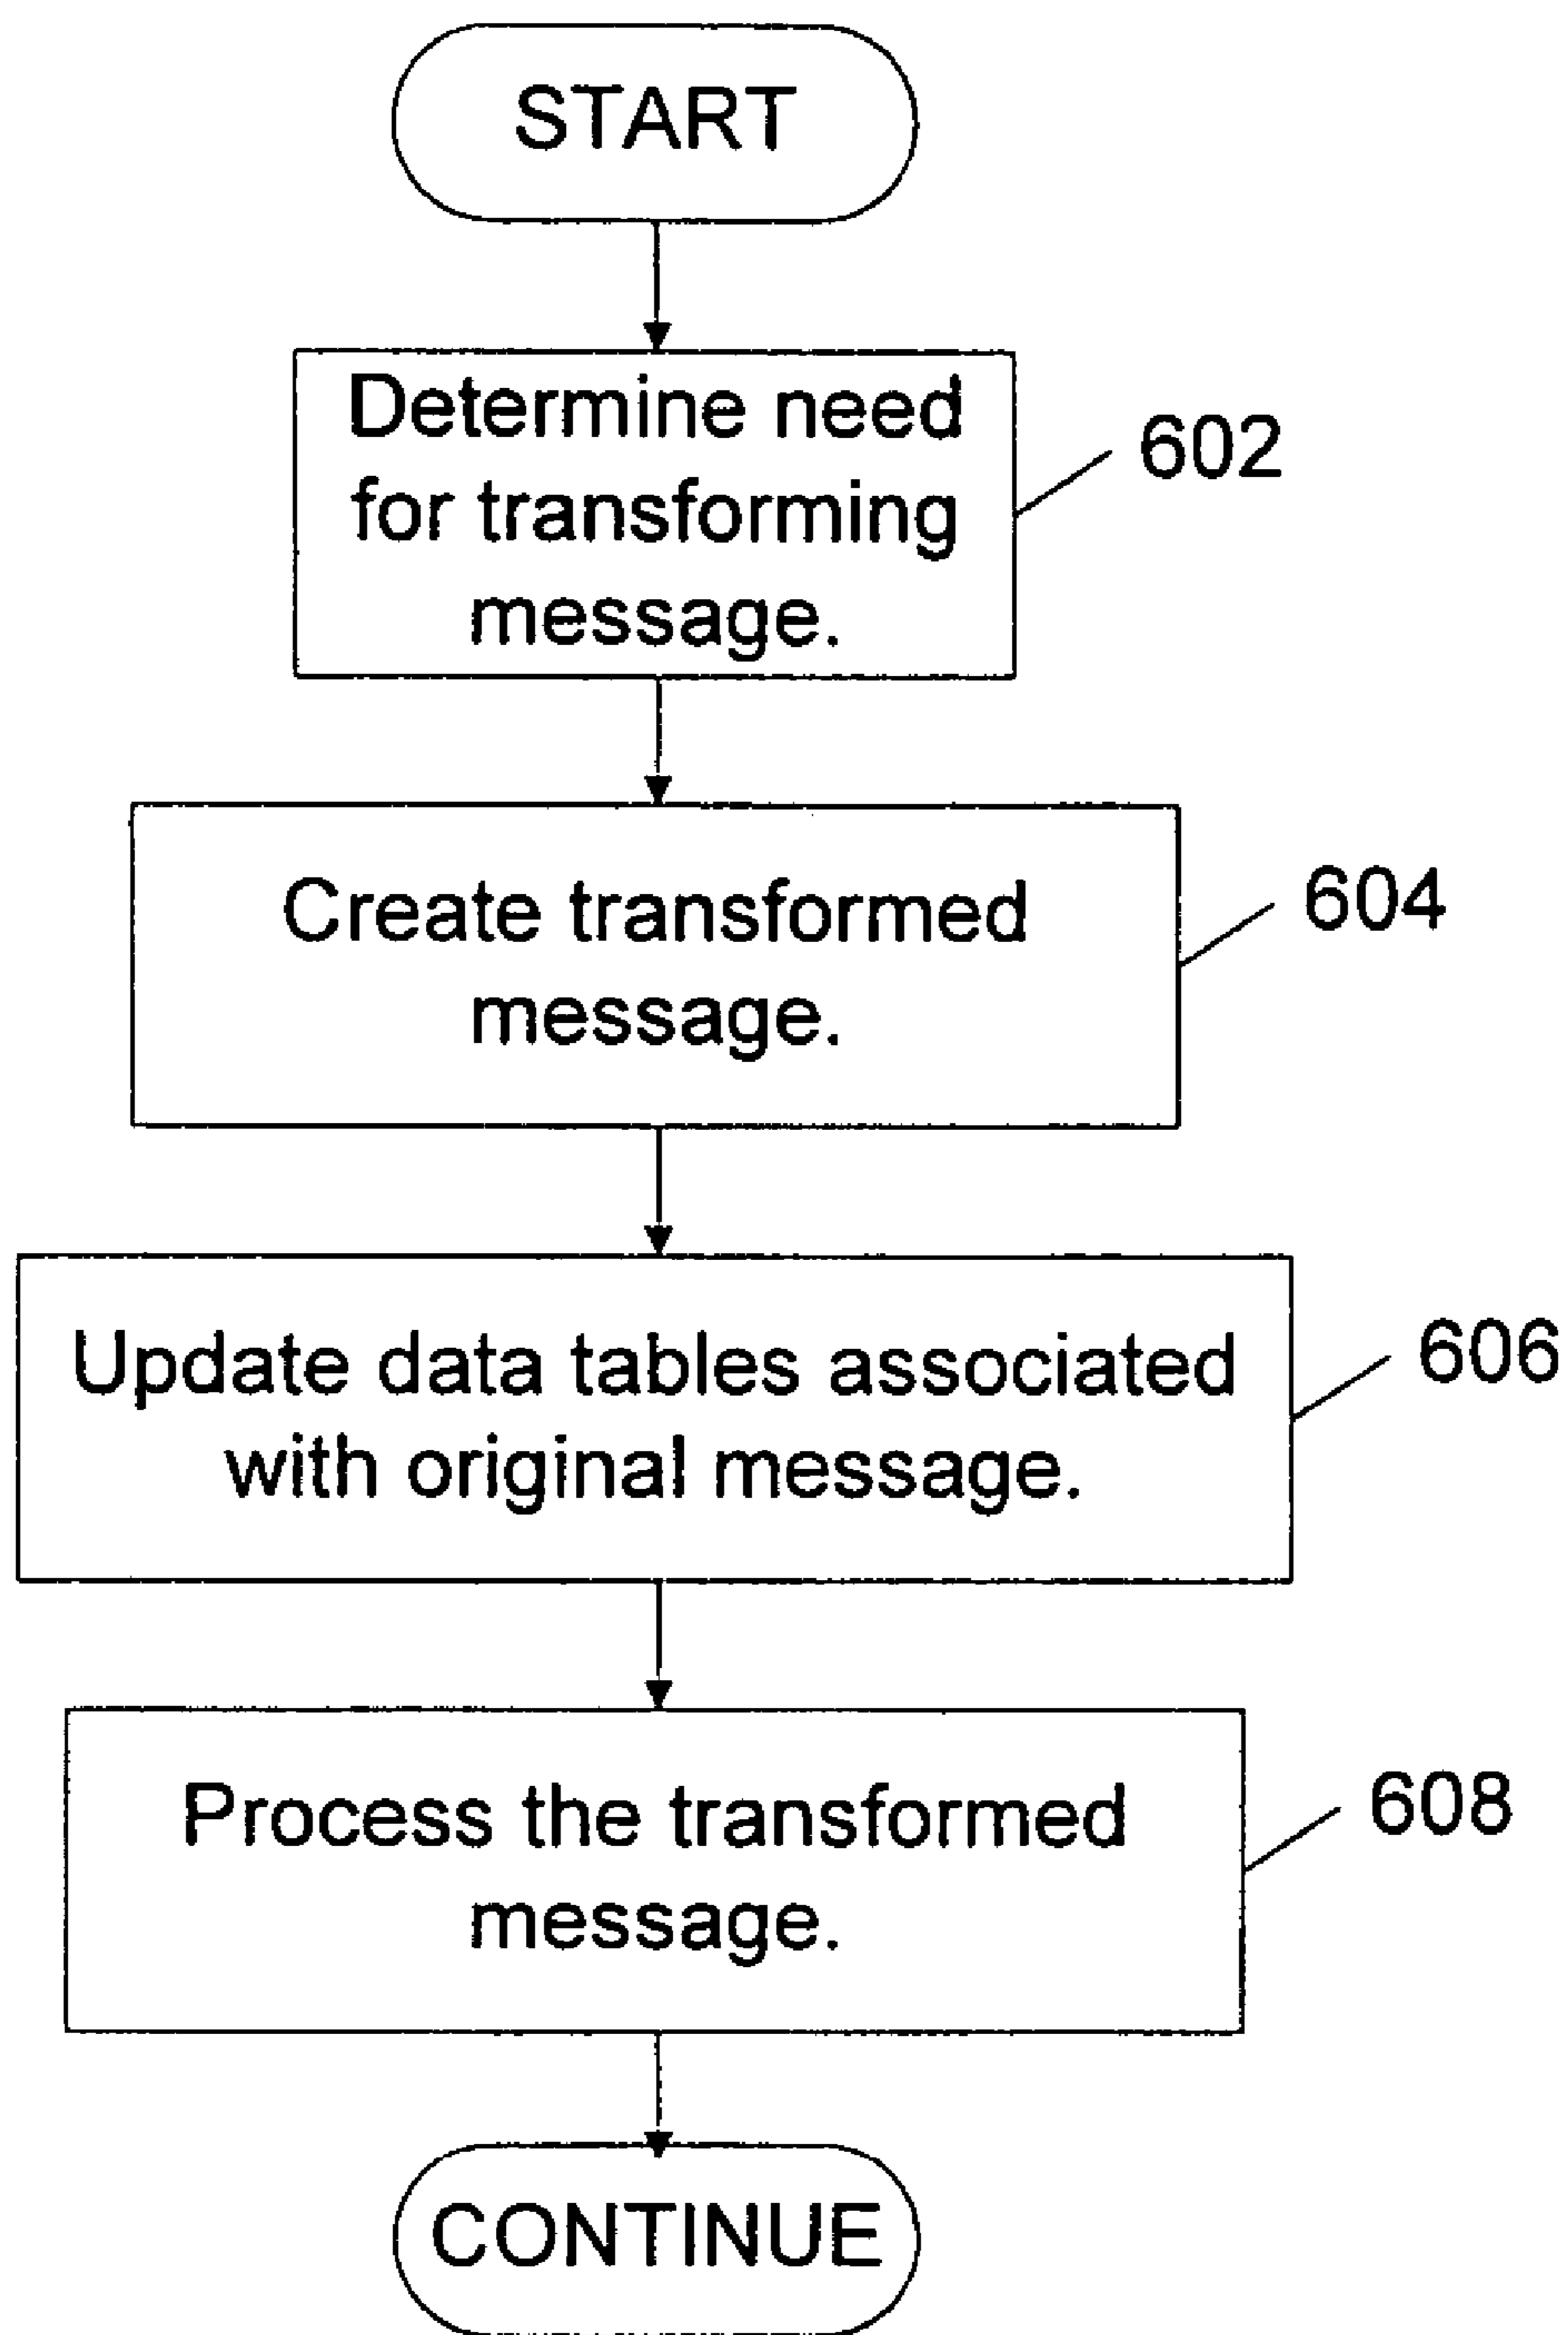 START
Determine need
for transforming
message.
602
Create transformed
message.
604
Update data tables associated
with original message.
606
Process the transformed
message.
608
CONTINUE